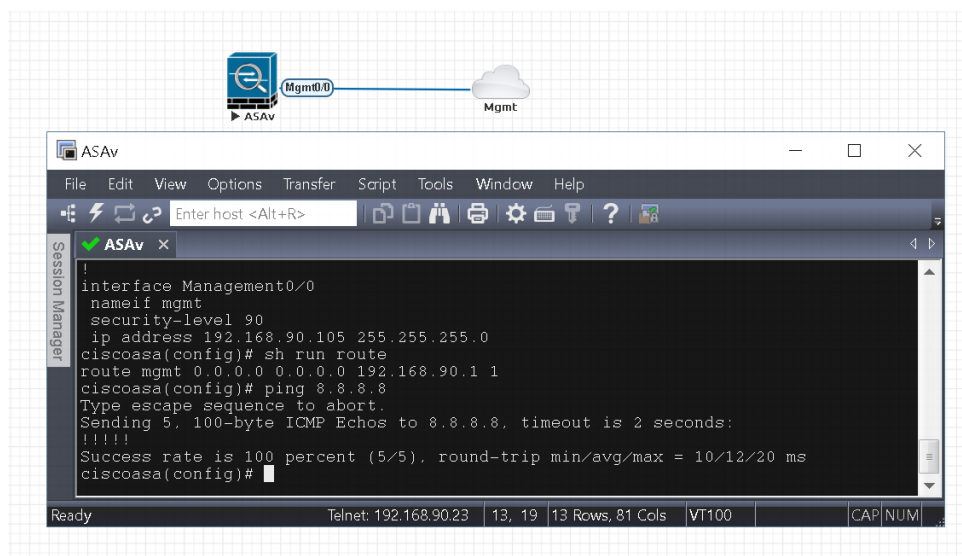 Mgmt0/0
ASAv
Mgmt
ASAv
File Edit View Options Transfer Script Tools Window Help
Enter host <Alt+R>
Session Manager
ASAv
!
interface Management0/0
 nameif mgmt
 security-level 90
 ip address 192.168.90.105 255.255.255.0
ciscoasa(config)# sh run route
route mgmt 0.0.0.0 0.0.0.0 192.168.90.1 1
ciscoasa(config)# ping 8.8.8.8
Type escape sequence to abort.
Sending 5, 100-byte ICMP Echos to 8.8.8.8, timeout is 2 seconds:
!!!!!
Success rate is 100 percent (5/5), round-trip min/avg/max = 10/12/20 ms
ciscoasa(config)#
Ready Telnet: 192.168.90.23 13, 19 13 Rows, 81 Cols VT100 CAP NUM